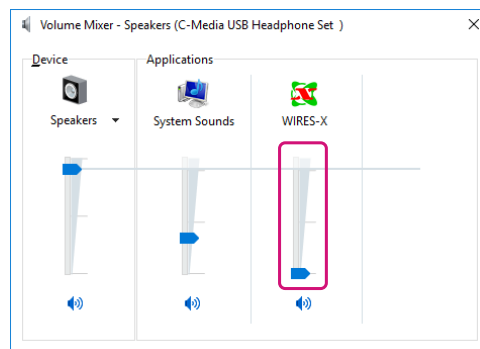 Volume Mixer - Speakers (C-Media USB Headphone Set )
Device
Applications
Speakers
System Sounds
WIRES-X